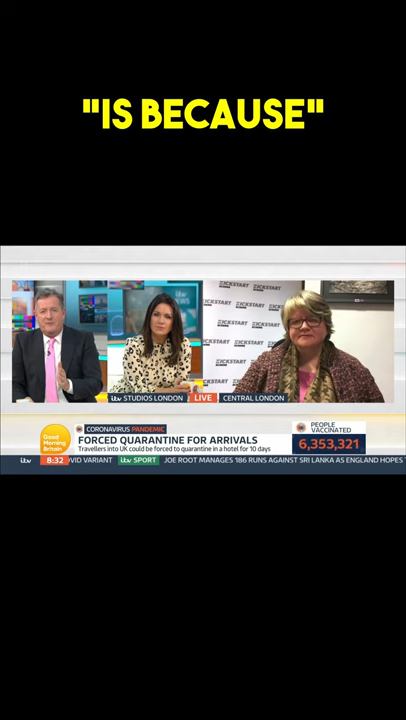 "IS BECAUSE"
KICKSTART
KICKSTART
KICKSTART
KICKSTART
KICKSTART
itv STUDIOS LONDON LIVE CENTRAL LONDON
Good Morning Britain
CORONAVIRUS PANDEMIC
FORCED QUARANTINE FOR ARRIVALS
Travellers into UK could be forced to quarantine in a hotel for 10 days
PEOPLE VACCINATED
6,353,321
itv 8:32 VID VARIANT itv SPORT JOE ROOT MANAGES 186 RUNS AGAINST SRI LANKA AS ENGLAND HOPES